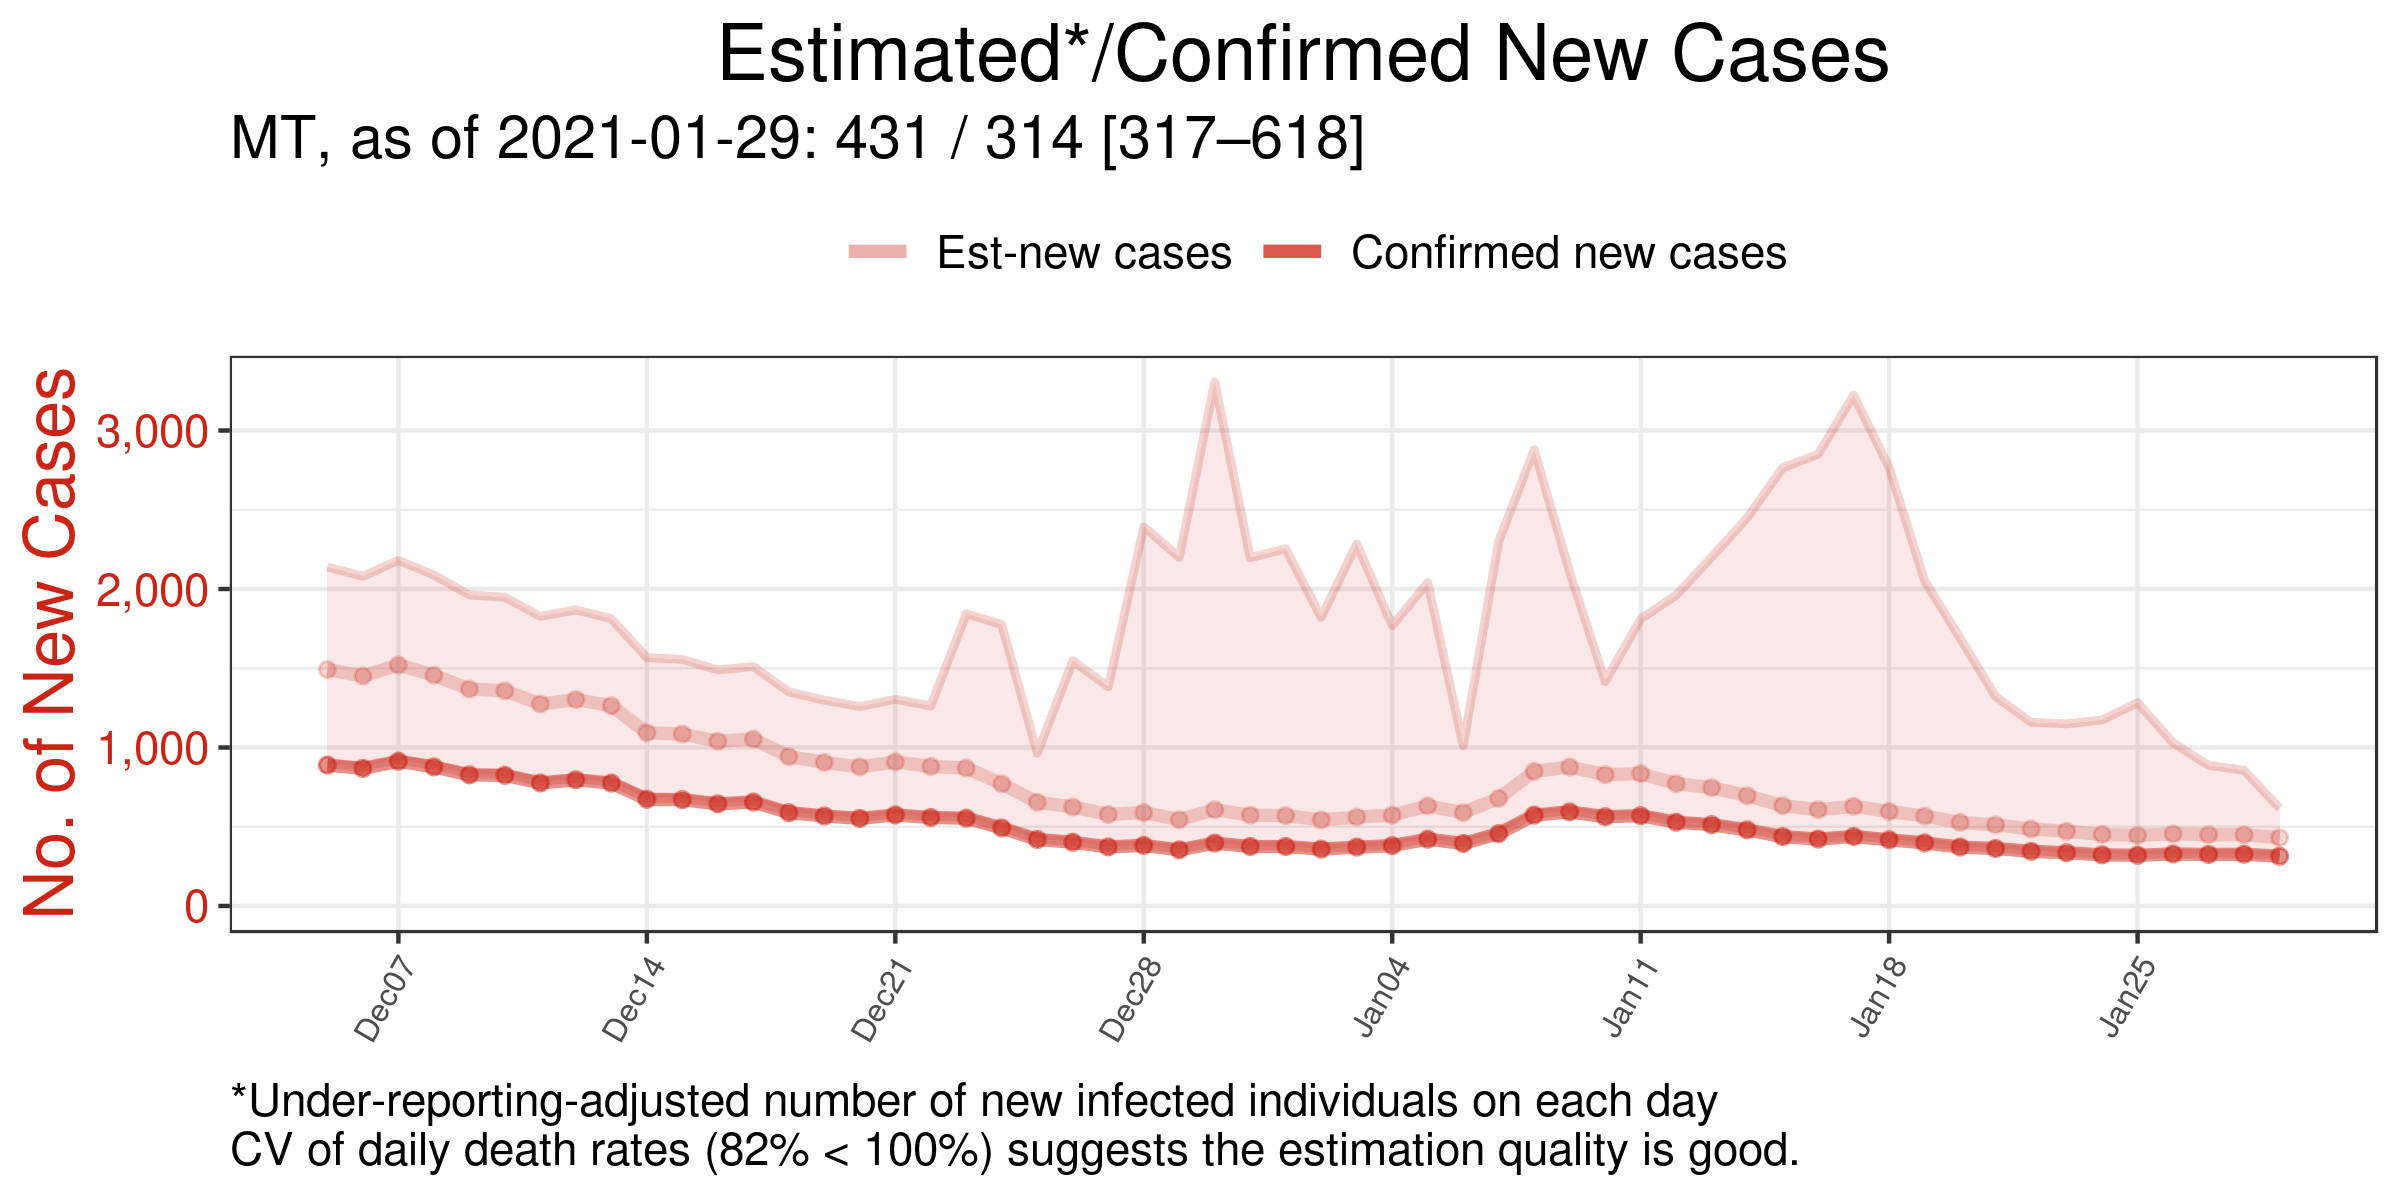 Estimated*/Confirmed New Cases
MT, as of 2021-01-29: 431 / 314 [317–618]
Est-new cases
Confirmed new cases
No. of New Cases
3,000
2,000
1,000
0
Dec07
Dec14
Dec21
Dec28
Jan04
Jan11
Jan18
Jan25
*Under-reporting-adjusted number of new infected individuals on each day
CV of daily death rates (82% < 100%) suggests the estimation quality is good.